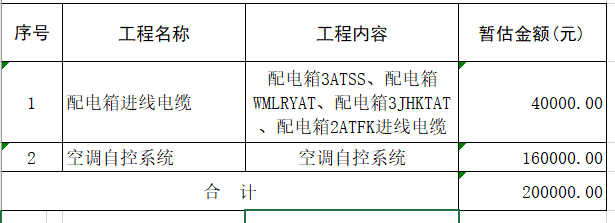 序号 工程名称 工程内容 暂估金额(元)
1 配电箱进线电缆 配电箱3ATSS、配电箱
WMLRYAT、配电箱3JHKTAT
、配电箱2ATFK进线电缆 40000.00
2 空调自控系统 空调自控系统 160000.00
合 计 200000.00